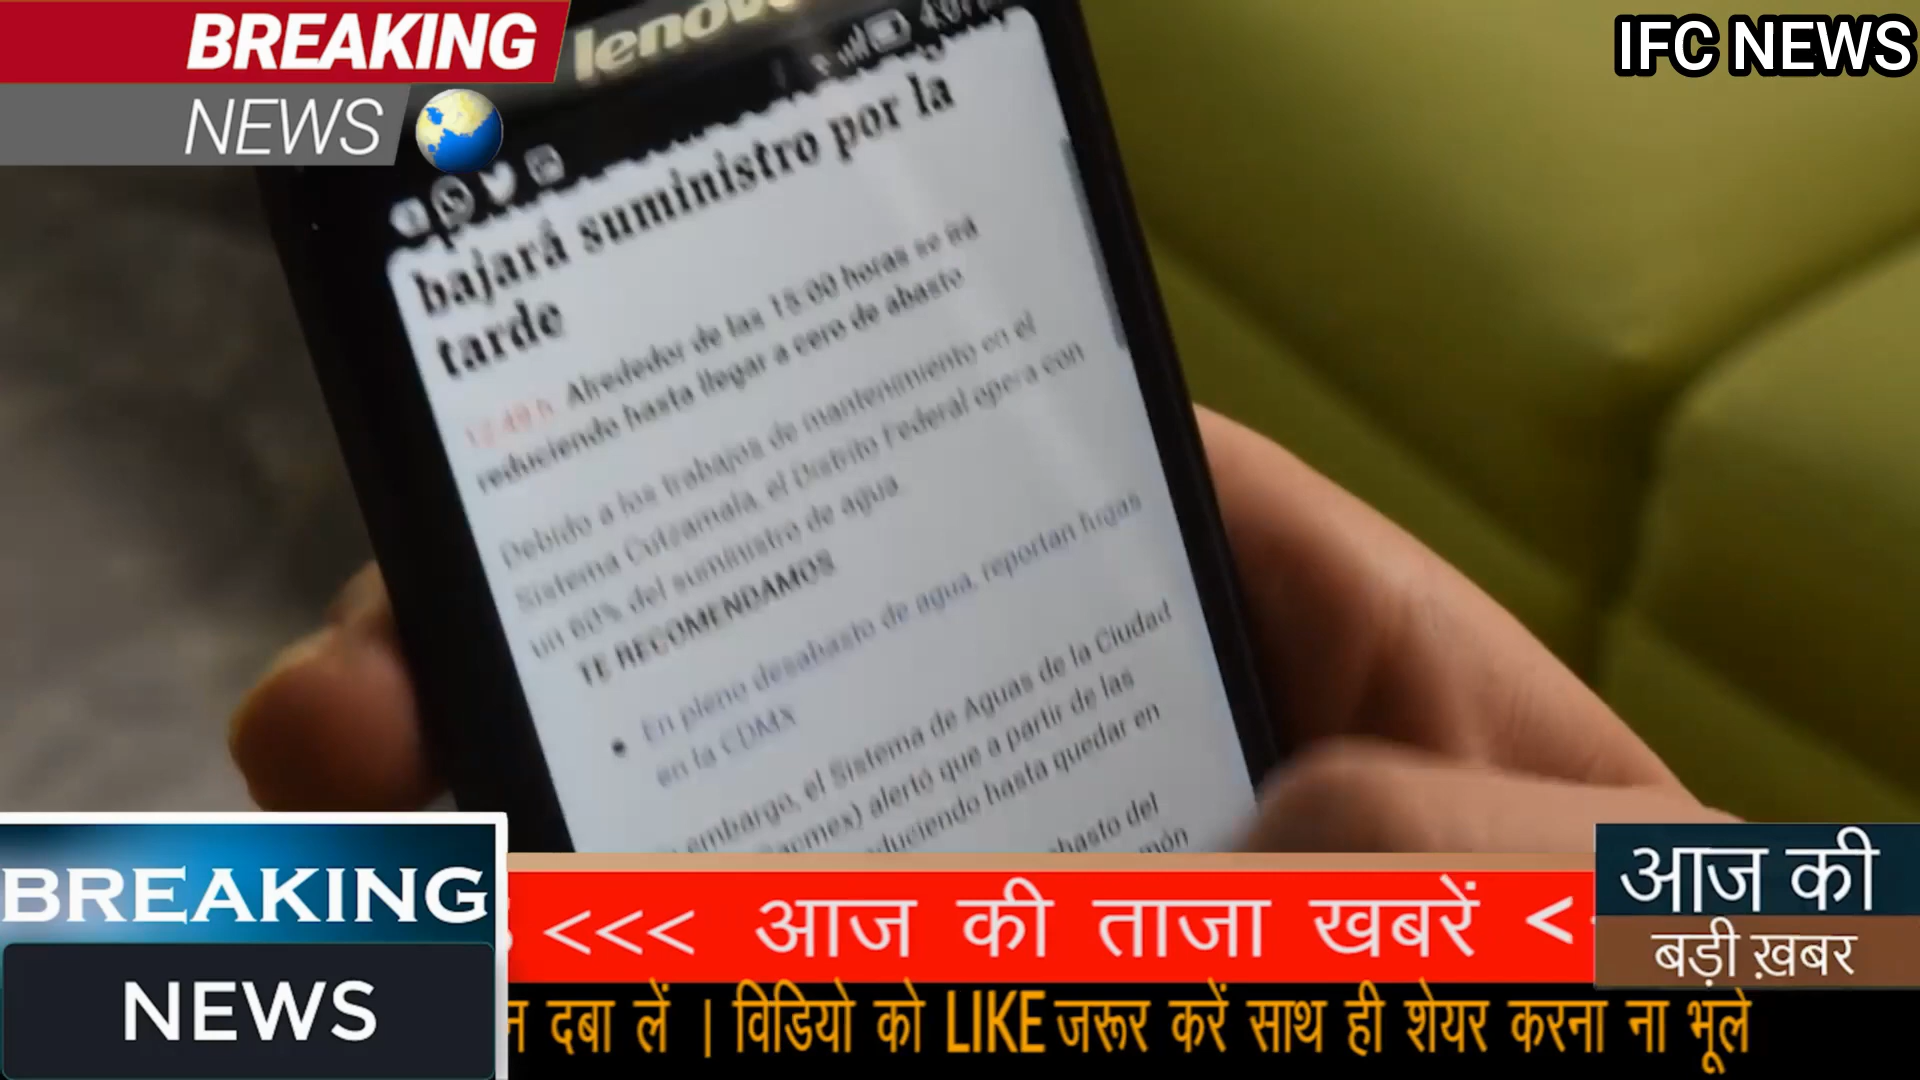 BREAKING
NEWS
IFC NEWS
lenovo
bajará suministro por la
tarde
12:49 h Alrededor de las 15:00 horas se irá
reduciendo hasta llegar a cero de abasto
Debido a los trabajos de mantenimiento en el
Sistema Cutzamala, el Distrito Federal opera con
un 60% del suministro de agua
TE RECOMENDAMOS
• En pleno desabasto de agua, reportan fugas
en la CDMX
embargo, el Sistema de Aguas de la Ciudad
alertó que a partir de las
hasta quedar en
del
BREAKING
NEWS
<<< आज की ताजा खबरें <
आज की
बड़ी ख़बर
दबा लें । विडियो को LIKE जरूर करें साथ ही शेयर करना ना भूले